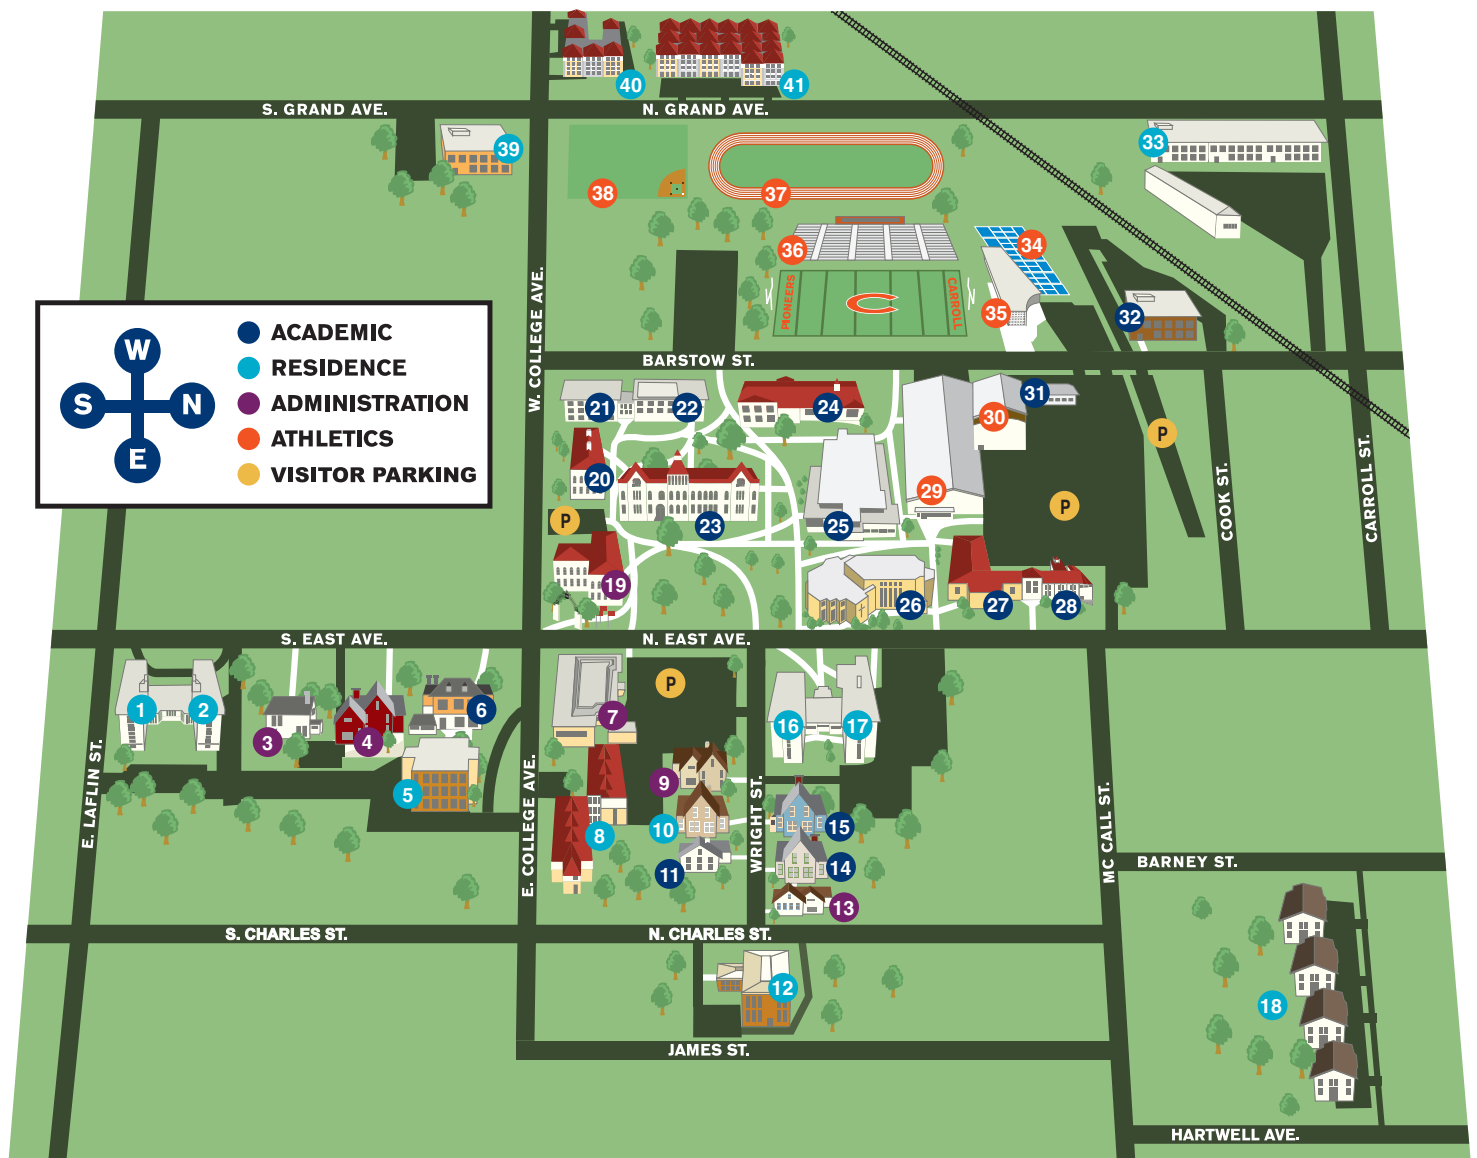 40
41
S. GRAND AVE.
N. GRAND AVE.
39
33
38
37
36
34
35
32
PIONEERS
C
CARROLL
W. COLLEGE AVE.
W
S
N
E
ACADEMIC
RESIDENCE
ADMINISTRATION
ATHLETICS
VISITOR PARKING
BARSTOW ST.
21
22
24
31
30
P
20
29
P
P
23
25
COOK ST.
CARROLL ST.
19
26
27
28
S. EAST AVE.
N. EAST AVE.
1
2
3
4
5
6
7
P
16
17
9
8
10
11
15
14
13
E. LAFLIN ST.
E. COLLEGE AVE.
WRIGHT ST.
MC CALL ST.
BARNEY ST.
S. CHARLES ST.
N. CHARLES ST.
12
18
JAMES ST.
HARTWELL AVE.